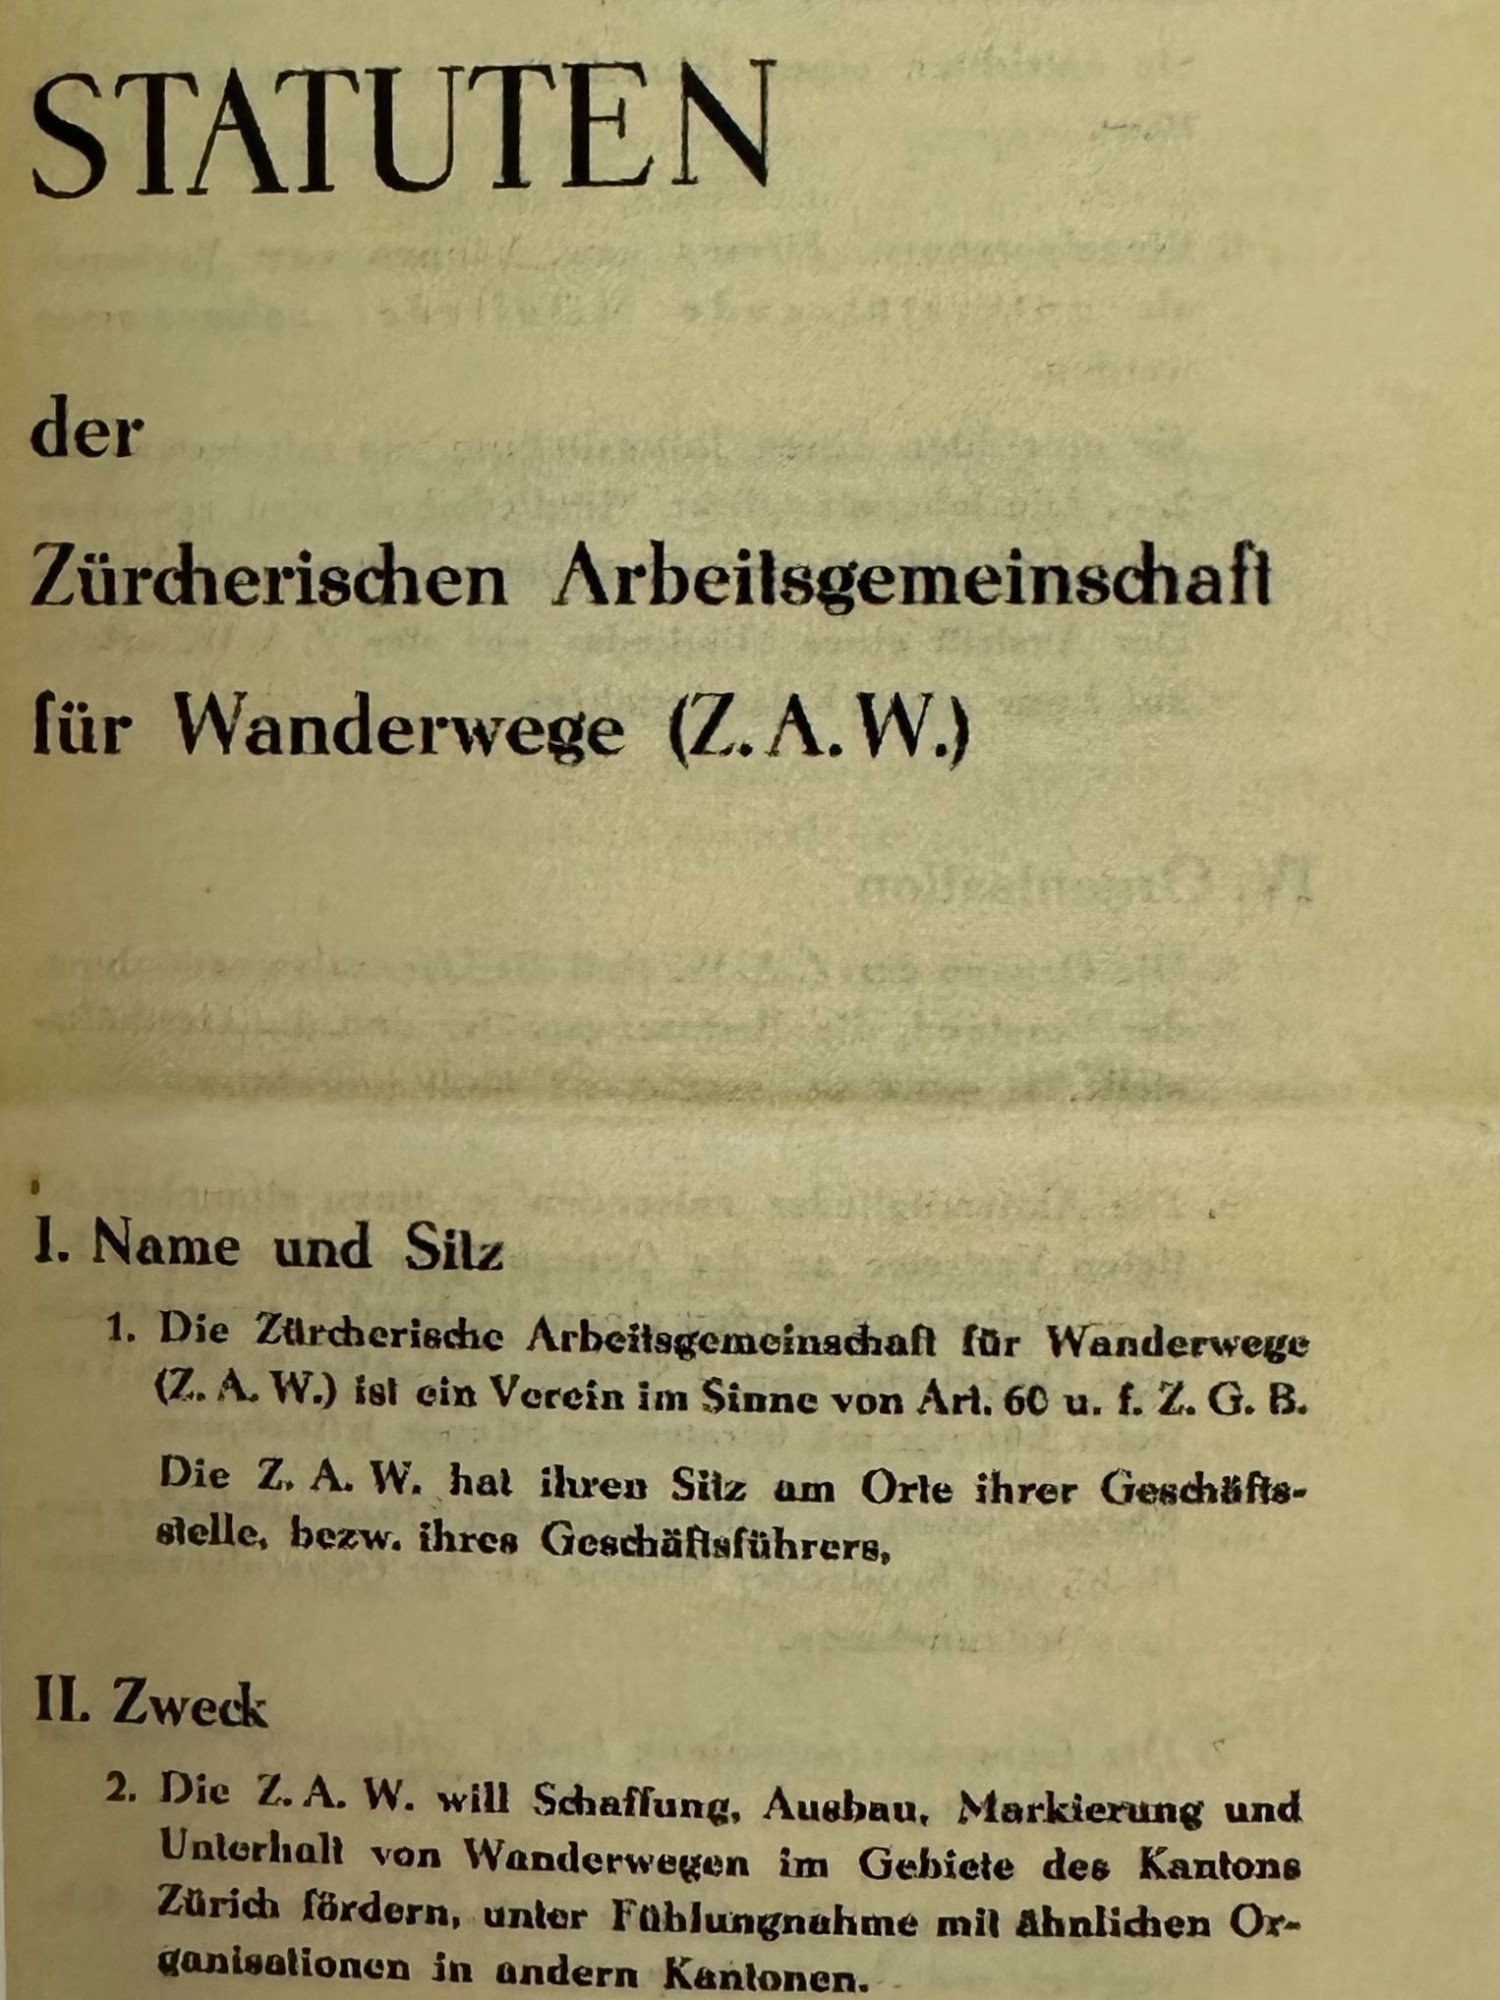 STATUTEN
der
Zürcherischen Arbeitsgemeinschaft
für Wanderwege (Z. A. W.)
I. Name und Sitz
1. Die Zürcherische Arbeitsgemeinschaft für Wanderwege
(Z. A. W.) ist ein Verein im Sinne von Art. 60 u. f. Z. G. B.
Die Z. A. W. hat ihren Sitz am Orte ihrer Geschäfts-
stelle, bezw. ihres Geschäftsführers,
II. Zweck
2. Die Z. A. W. will Schaffung, Ausbau, Markierung und
Unterhalt von Wanderwegen im Gebiete des Kantons
Zürich fördern, unter Fühlungnahme mit ähnlichen Or-
ganisationen in andern Kantonen.